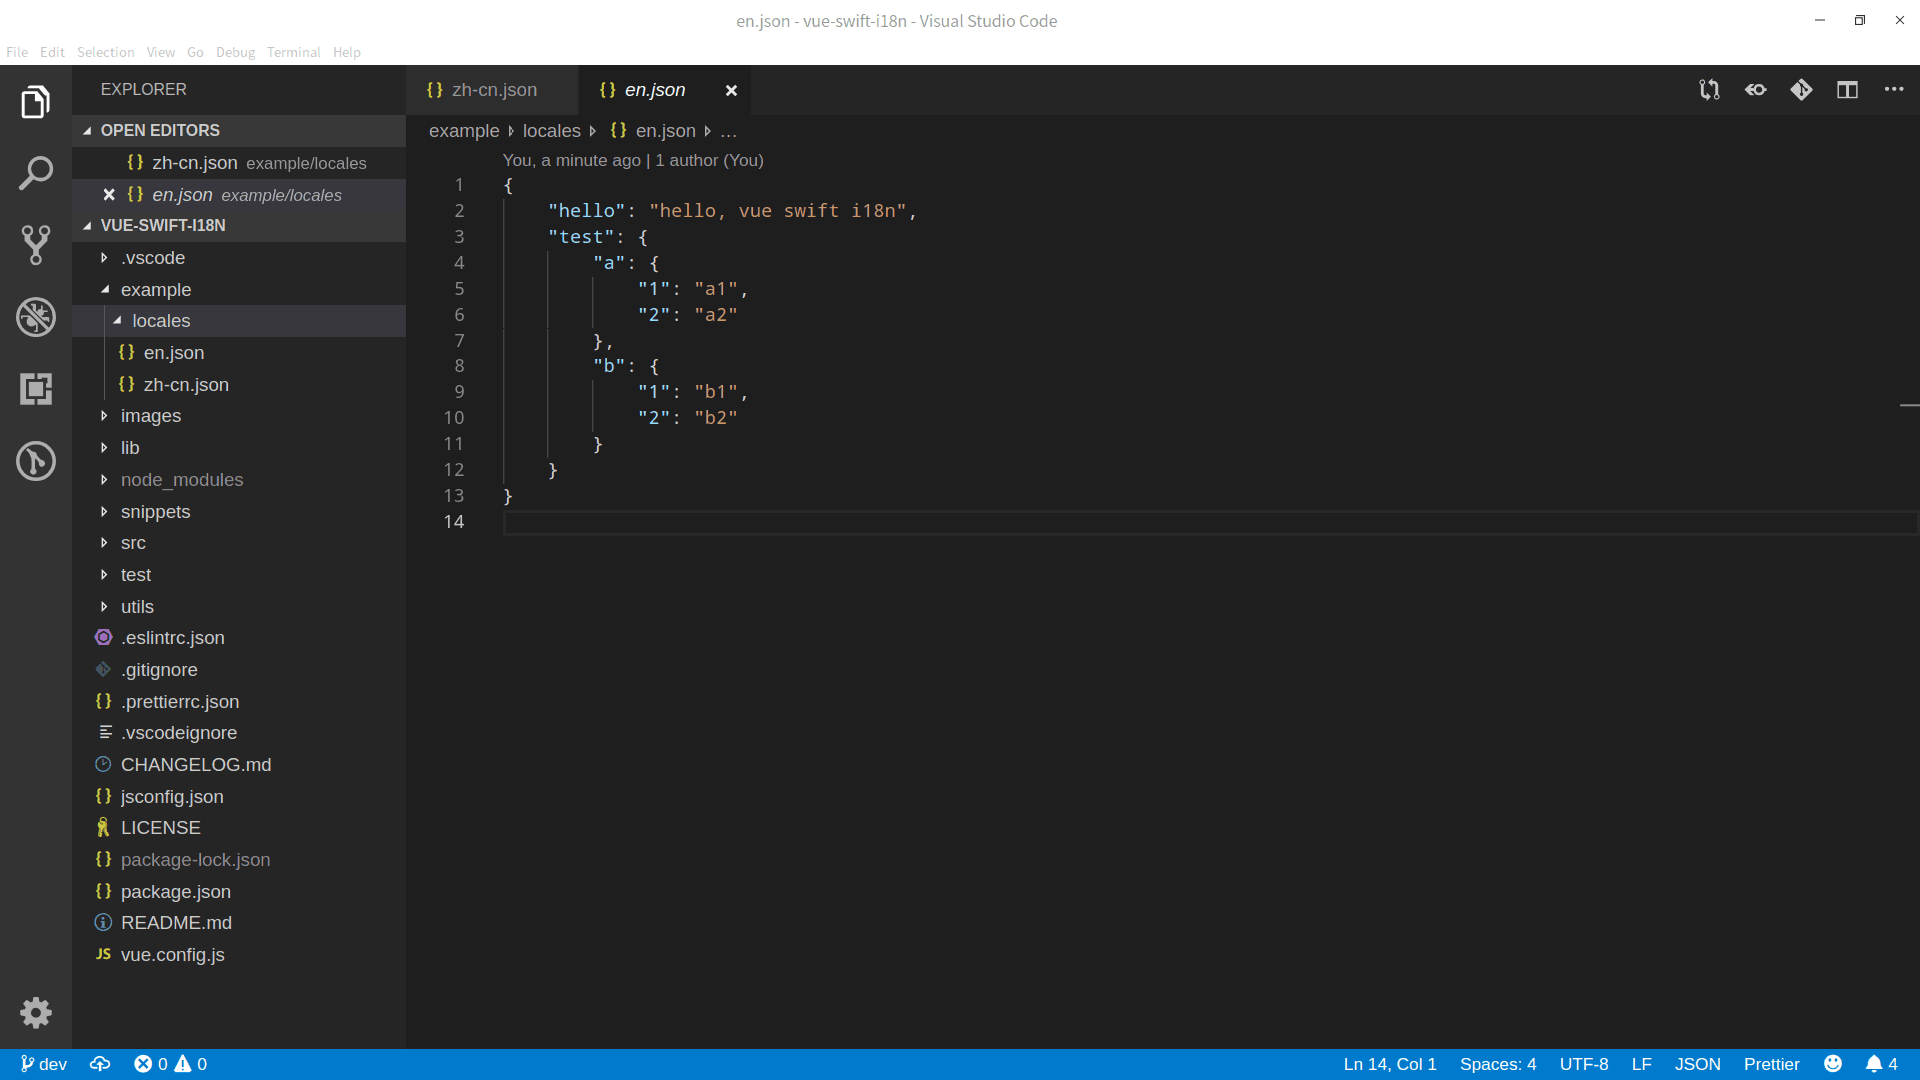 en.json - vue-swift-i18n - Visual Studio Code
File Edit Selection View Go Debug Terminal Help
EXPLORER
OPEN EDITORS
{} zh-cn.json example/locales
{} en.json example/locales
VUE-SWIFT-I18N
.vscode
example
locales
{} en.json
{} zh-cn.json
images
lib
node_modules
snippets
src
test
utils
.eslintrc.json
.gitignore
{} .prettierrc.json
.vscodeignore
CHANGELOG.md
{} jsconfig.json
LICENSE
{} package-lock.json
{} package.json
README.md
JS vue.config.js
{} zh-cn.json {} en.json
example locales {} en.json ...
You, a minute ago | 1 author (You)
1 {
2     "hello": "hello, vue swift i18n",
3     "test": {
4         "a": {
5             "1": "a1",
6             "2": "a2"
7         },
8         "b": {
9             "1": "b1",
10             "2": "b2"
11         }
12     }
13 }
14
dev 0 0 Ln 14, Col 1 Spaces: 4 UTF-8 LF JSON Prettier 4